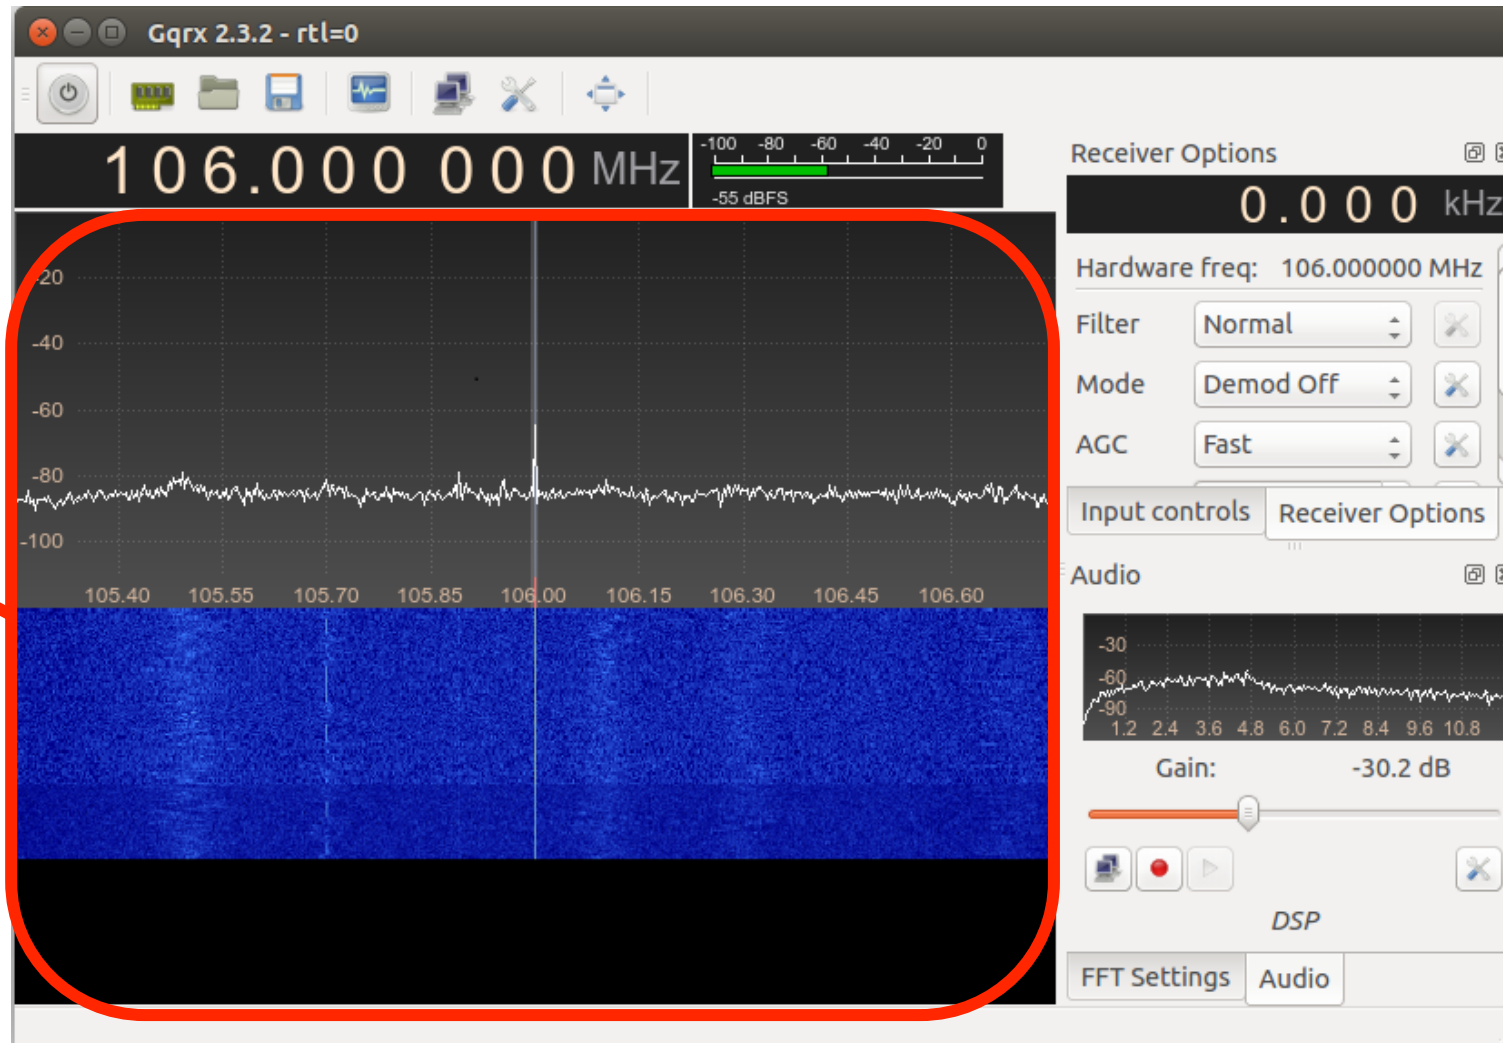 Gqrx 2.3.2 - rtl=0
106.000 000 MHz
-100 -80 -60 -40 -20 0
-55 dBFS
Receiver Options
0.000 kHz
Hardware freq: 106.000000 MHz
Filter Normal
Mode Demod Off
AGC Fast
Input controls Receiver Options
-20
-40
-60
-80
-100
105.40 105.55 105.70 105.85 106.00 106.15 106.30 106.45 106.60
Audio
-30
-60
-90
1.2 2.4 3.6 4.8 6.0 7.2 8.4 9.6 10.8
Gain: -30.2 dB
DSP
FFT Settings Audio